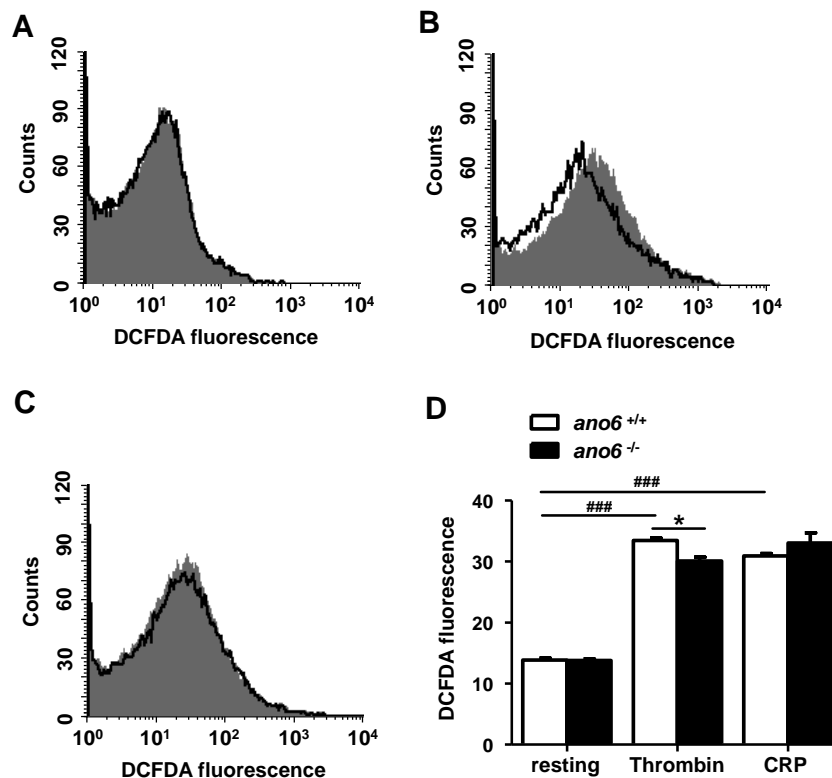 A
120
90
60
30
0
Counts
10⁰ 10¹ 10² 10³ 10⁴
DCFDA fluorescence
B
120
90
60
30
0
Counts
10⁰ 10¹ 10² 10³ 10⁴
DCFDA fluorescence
C
120
90
60
30
0
Counts
10⁰ 10¹ 10² 10³ 10⁴
DCFDA fluorescence
D
ano6 +/+
ano6 -/-
###
###
*
40
30
20
10
0
DCFDA fluorescence
resting Thrombin CRP